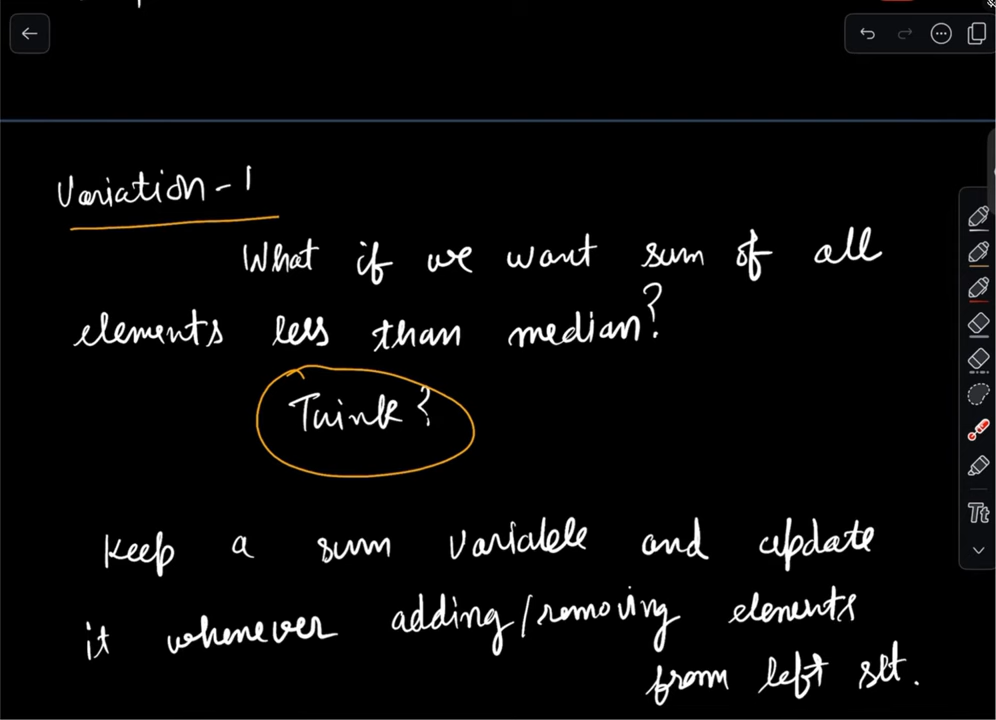 Variation - 1
What if we want sum of all
elements less than median?
Think?
Keep a sum variable and update
it whenever adding/removing elements
from left set.
Tt